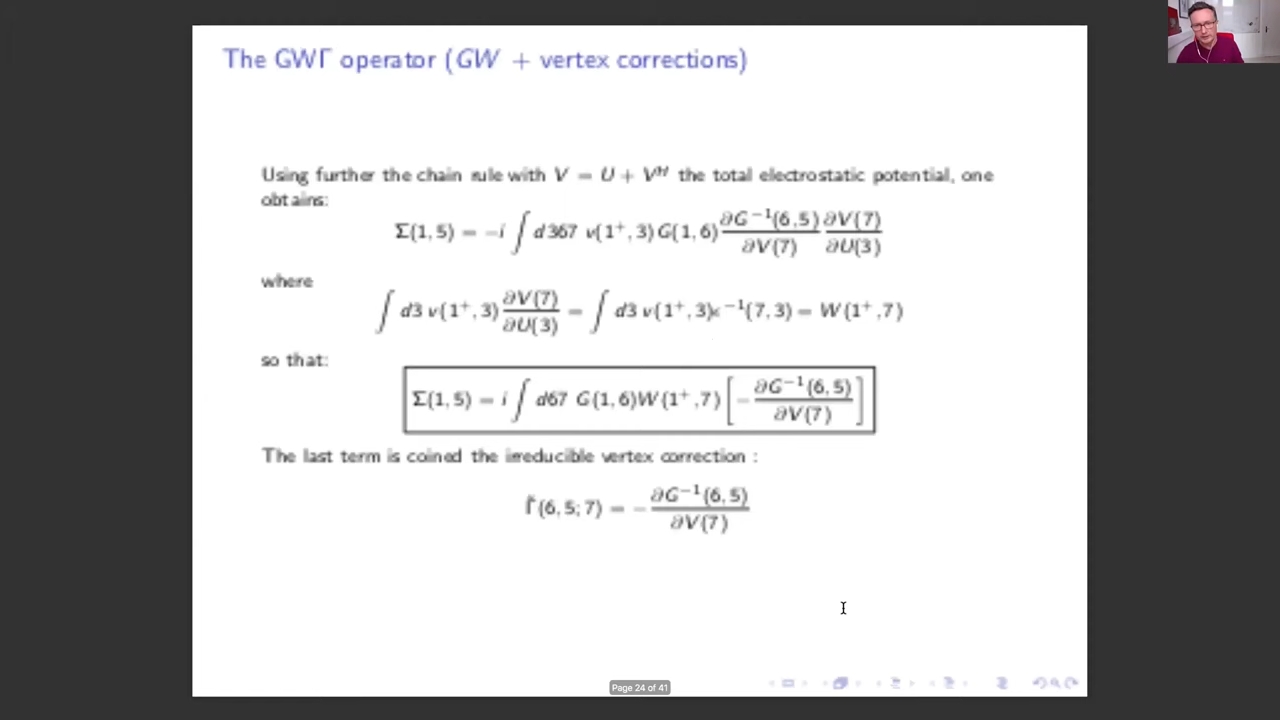 The GWΓ operator (GW + vertex corrections)
Using further the chain rule with V = U + V^H the total electrostatic potential, one
obtains:
Σ(1, 5) = −i ∫ d367 v(1⁺, 3)G(1, 6) ∂G⁻¹(6, 5)/∂V(7) ∂V(7)/∂U(3)
where
∫ d3 v(1⁺, 3) ∂V(7)/∂U(3) = ∫ d3 v(1⁺, 3)ϵ⁻¹(7, 3) = W(1⁺, 7)
so that:
Σ(1, 5) = i ∫ d67 G(1, 6)W(1⁺, 7) [− ∂G⁻¹(6, 5)/∂V(7)]
The last term is coined the irreducible vertex correction :
Γ̃(6, 5; 7) = − ∂G⁻¹(6, 5)/∂V(7)
Page 24 of 41